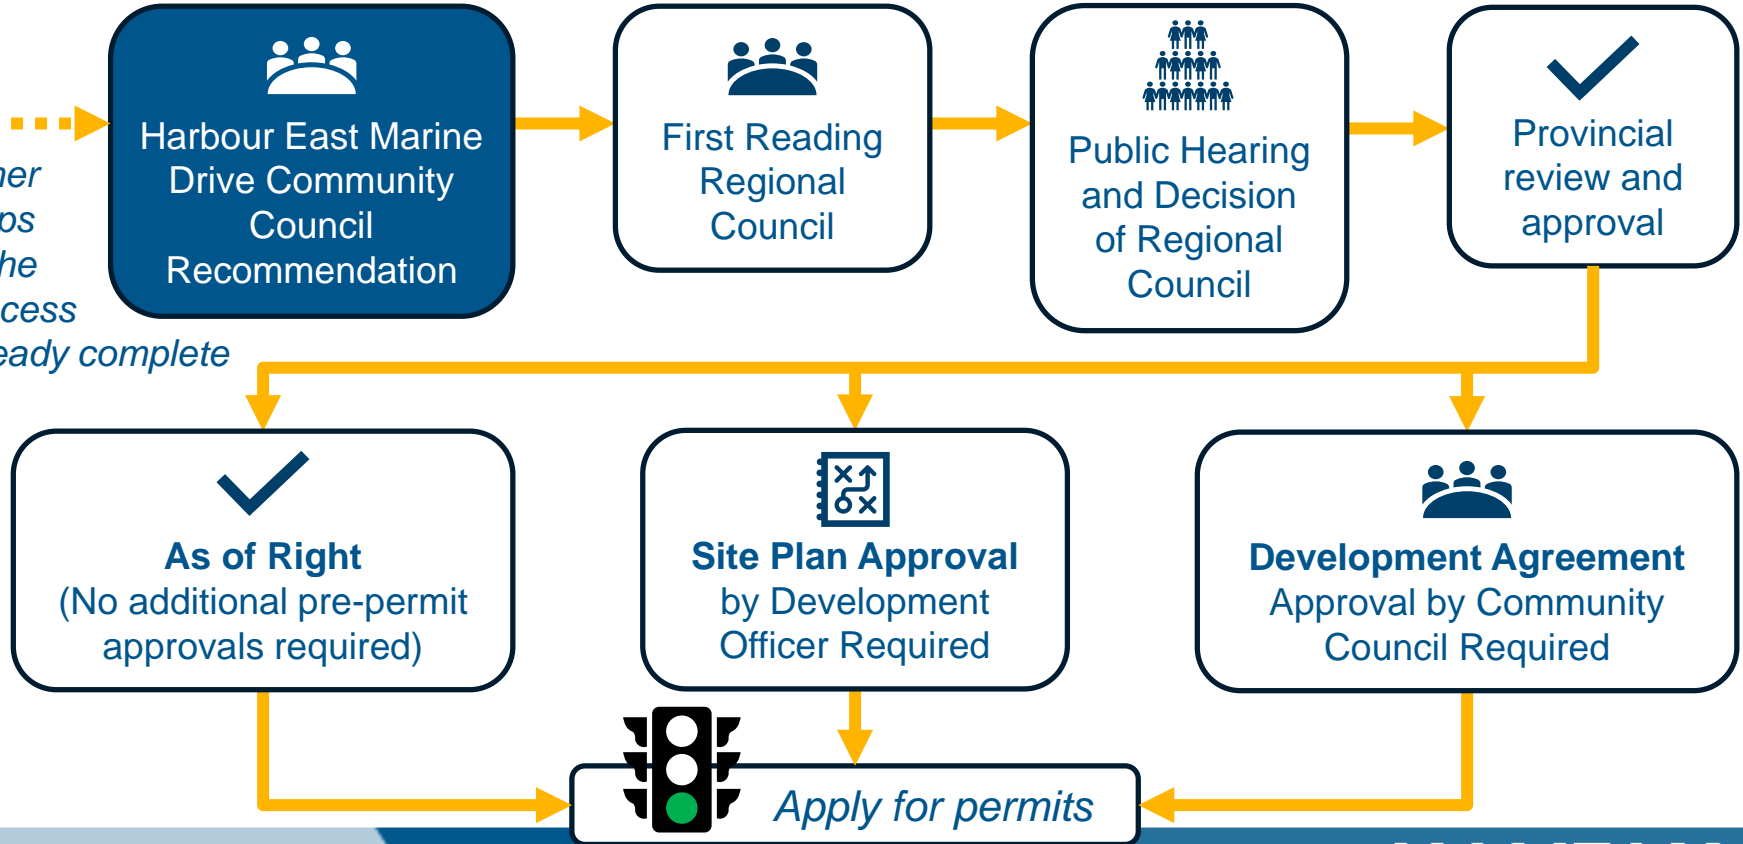 Harbour East Marine
Drive Community
Council
Recommendation
First Reading
Regional
Council
Public Hearing
and Decision
of Regional
Council
Provincial
review and
approval
complete
As of Right
(No additional pre-permit
approvals required)
Site Plan Approval
by Development
Officer Required
Development Agreement
Approval by Community
Council Required
Apply for permits